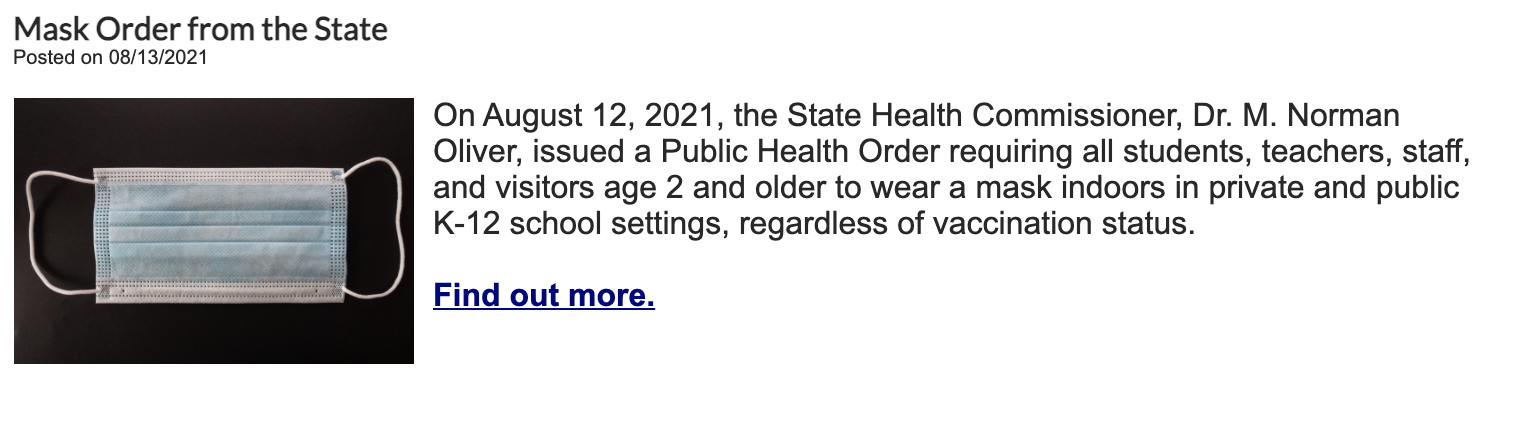 Mask Order from the State
Posted on 08/13/2021
On August 12, 2021, the State Health Commissioner, Dr. M. Norman
Oliver, issued a Public Health Order requiring all students, teachers, staff,
and visitors age 2 and older to wear a mask indoors in private and public
K-12 school settings, regardless of vaccination status.
Find out more.